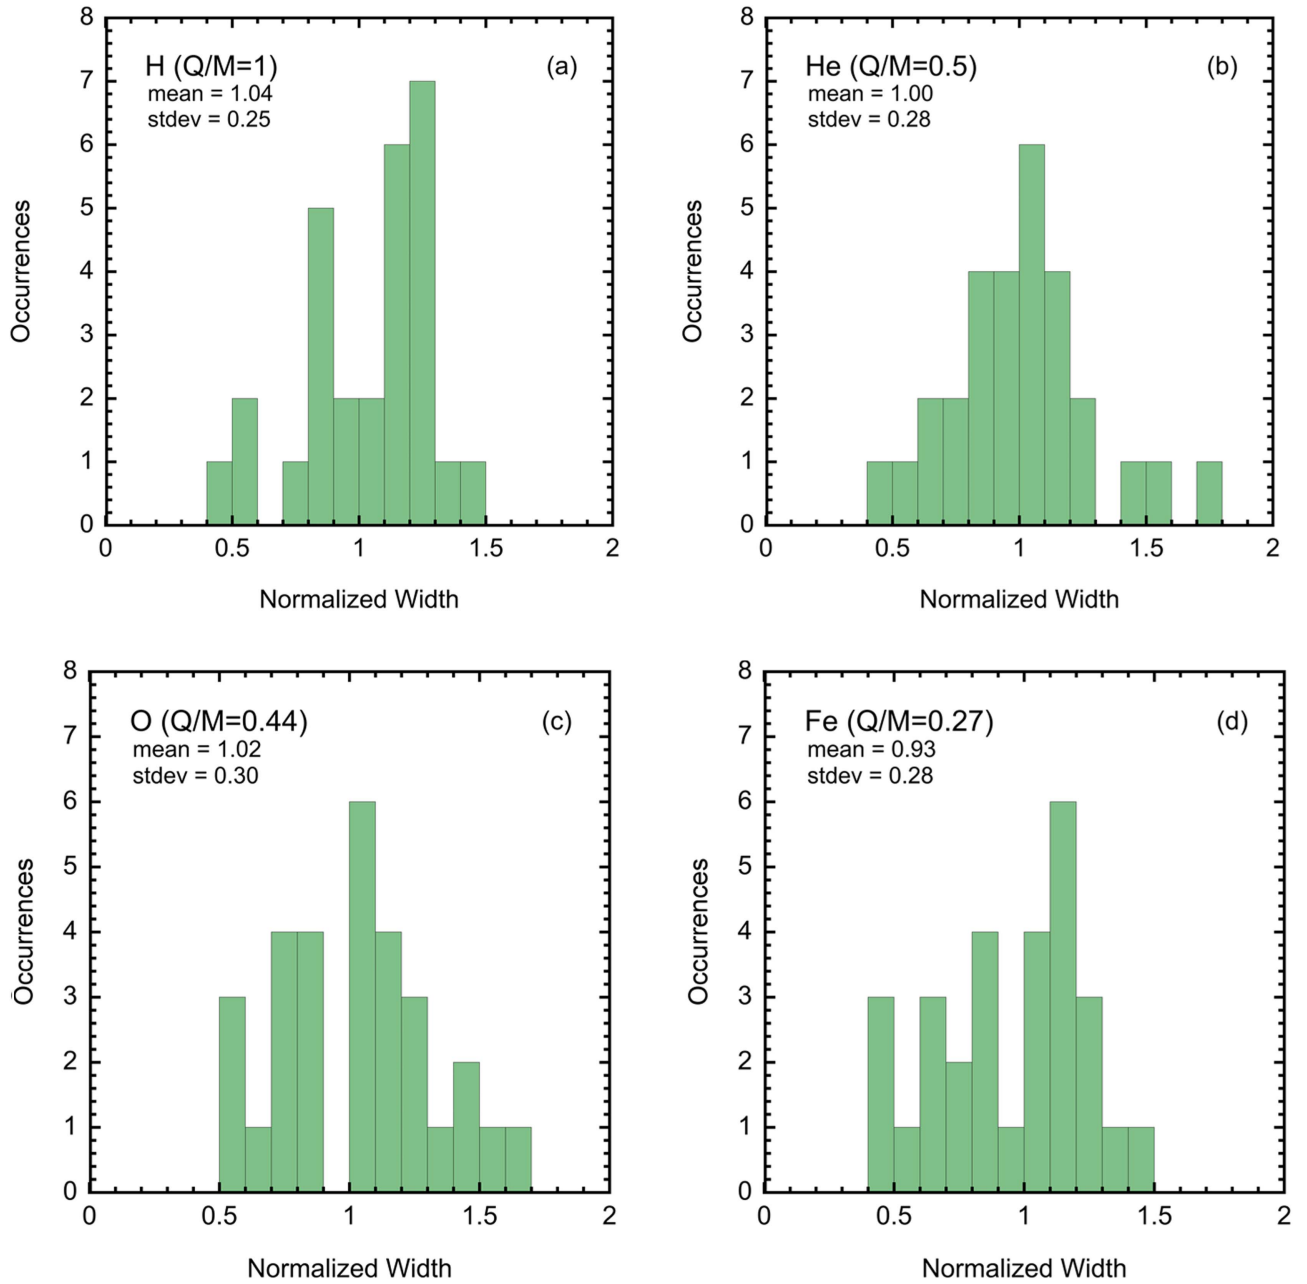 H (Q/M=1)
(a)
mean = 1.04
stdev = 0.25
8
7
6
5
4
3
2
1
0
Occurrences
0 0.5 1 1.5 2
Normalized Width
He (Q/M=0.5)
(b)
mean = 1.00
stdev = 0.28
8
7
6
5
4
3
2
1
0
Occurrences
0 0.5 1 1.5 2
Normalized Width
O (Q/M=0.44)
(c)
mean = 1.02
stdev = 0.30
8
7
6
5
4
3
2
1
0
Occurrences
0 0.5 1 1.5 2
Normalized Width
Fe (Q/M=0.27)
(d)
mean = 0.93
stdev = 0.28
8
7
6
5
4
3
2
1
0
Occurrences
0 0.5 1 1.5 2
Normalized Width